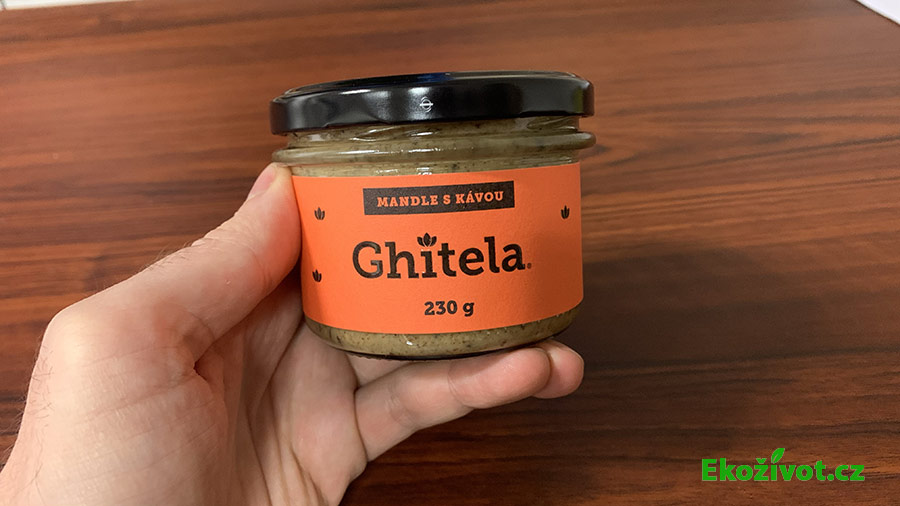 MANDLE S KÁVOU
Ghitela®
230 g
Ekoživot.cz